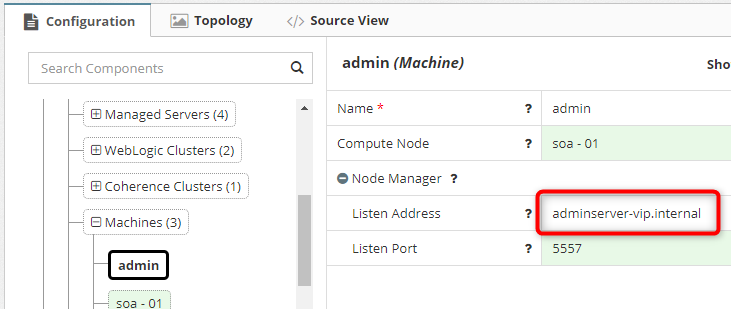 Configuration
Topology
</> Source View
Search Components
Managed Servers (4)
WebLogic Clusters (2)
Coherence Clusters (1)
Machines (3)
admin
soa - 01
admin (Machine)
Sho
Name * ? admin
Compute Node ? soa - 01
Node Manager ?
Listen Address ? adminserver-vip.internal
Listen Port ? 5557